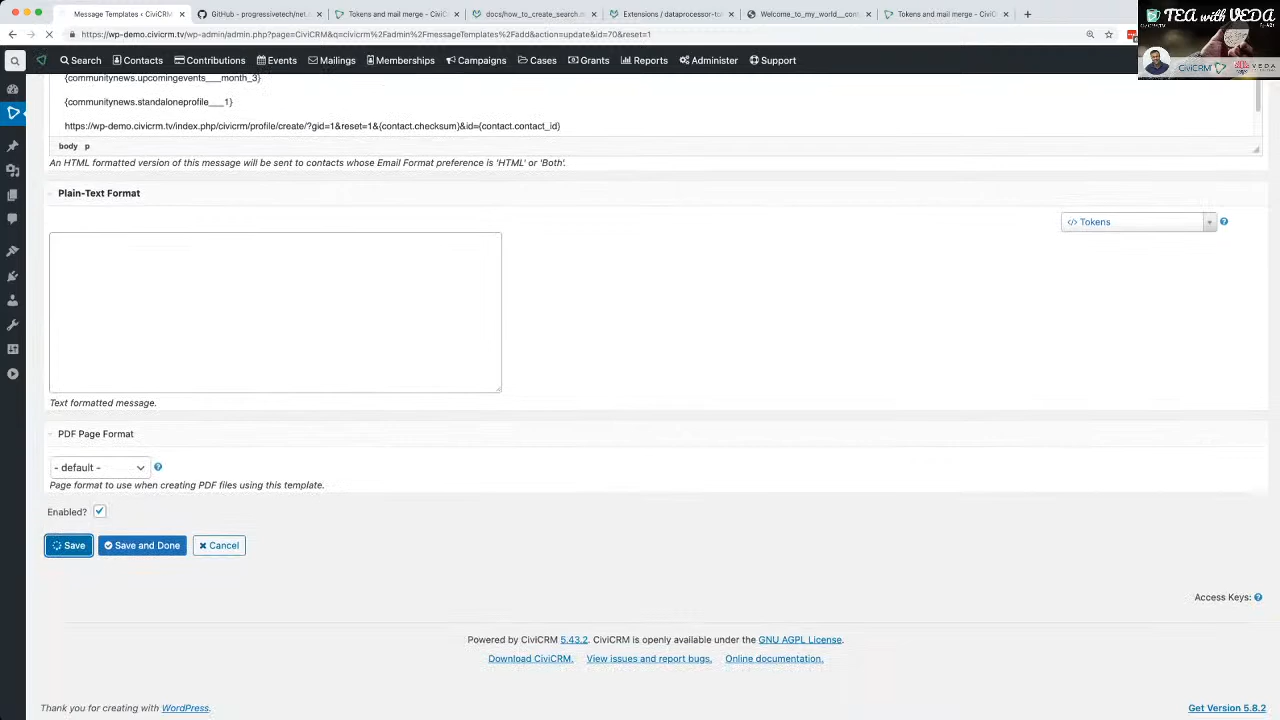 Message Templates ‹ CiviCRM
GitHub - progressivetech/net.
Tokens and mail merge - CivC
docs/how_to_create_search.m
Extensions / dataprocessor-to
Welcome_to_my_world__con
Tokens and mail merge - CivC
https://wp-demo.civicrm.tv/wp-admin/admin.php?page=CiviCRM&q=civicrm%2Fadmin%2FmessageTemplates%2Fadd&action=update&id=70&reset=1
TEA with VEDA
CiviCRM VEDA
Search Contacts Contributions Events Mailings Memberships Campaigns Cases Grants Reports Administer Support
{communitynews.upcomingevents___month_3}
{communitynews.standaloneprofile___1}
https://wp-demo.civicrm.tv/index.php/civicrm/profile/create/?gid=1&reset=1&{contact.checksum}&id={contact.contact_id}
body p
An HTML formatted version of this message will be sent to contacts whose Email Format preference is 'HTML' or 'Both'.
Plain-Text Format
</> Tokens
Text formatted message.
PDF Page Format
- default -
Page format to use when creating PDF files using this template.
Enabled?
Save Save and Done Cancel
Access Keys:
Powered by CiviCRM 5.43.2. CiviCRM is openly available under the GNU AGPL License.
Download CiviCRM. View issues and report bugs. Online documentation.
Thank you for creating with WordPress.
Get Version 5.8.2